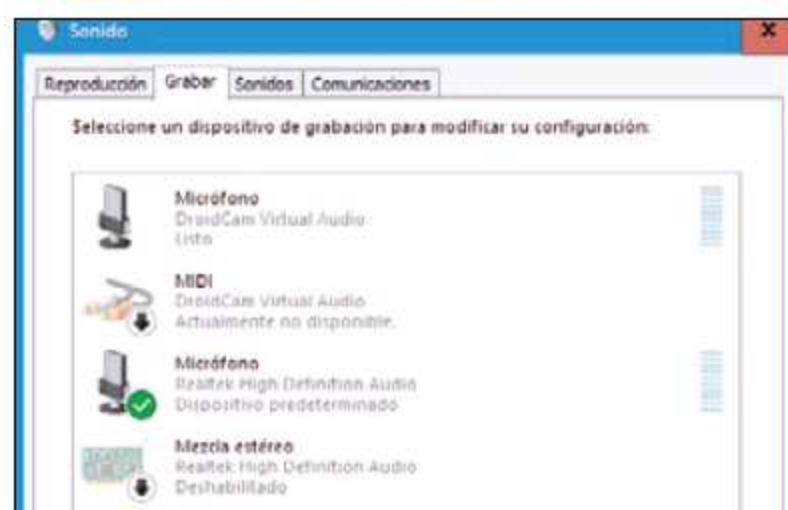 Sonido
Reproducción Grabar Sonidos Comunicaciones
Seleccione un dispositivo de grabación para modificar su configuración:
Micrófono
DroidCam Virtual Audio
Listo
MIDI
DroidCam Virtual Audio
Actualmente no disponible.
Micrófono
Realtek High Definition Audio
Dispositivo predeterminado
Mezcla estéreo
Realtek High Definition Audio
Deshabilitado